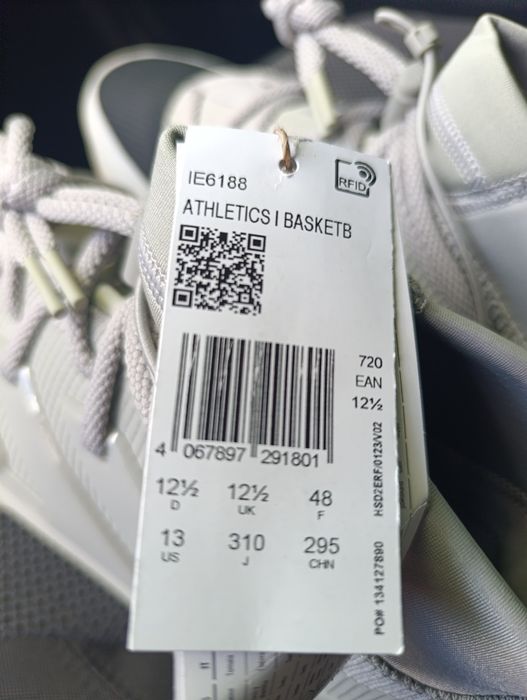 IE6188
RFID
ATHLETICS I BASKETB
720
EAN
12½
4 067897 291801
12½ 12½ 48
D UK F
13 310 295
US J CHN
HSD2ERF/0123/V02
PO# 134127890